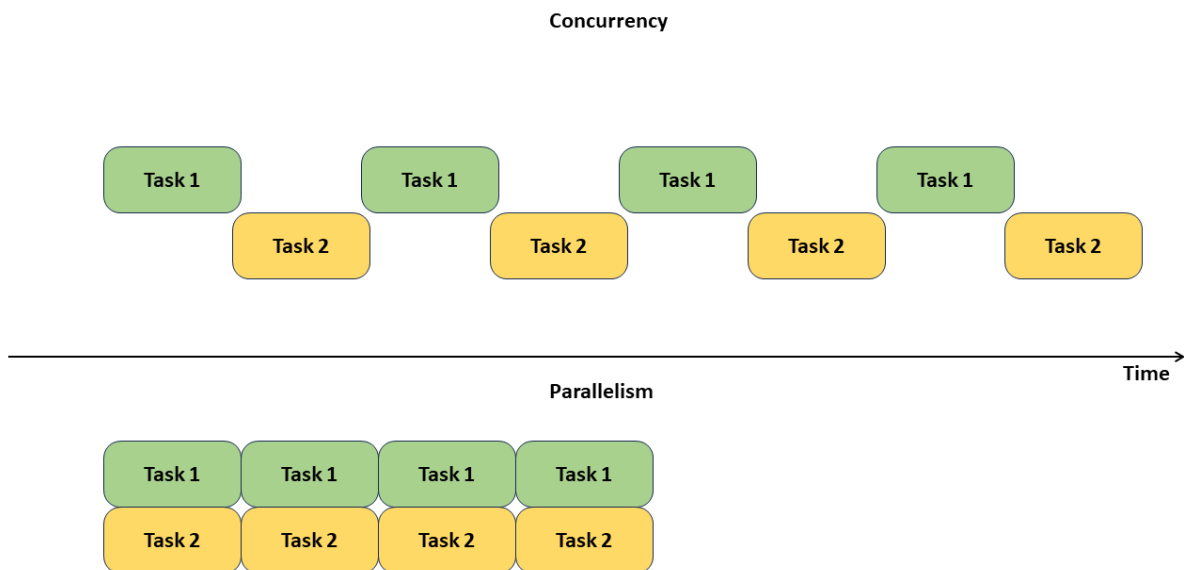 Concurrency
Task 1 Task 1 Task 1 Task 1
Task 2 Task 2 Task 2 Task 2
Time
Parallelism
Task 1 Task 1 Task 1 Task 1
Task 2 Task 2 Task 2 Task 2